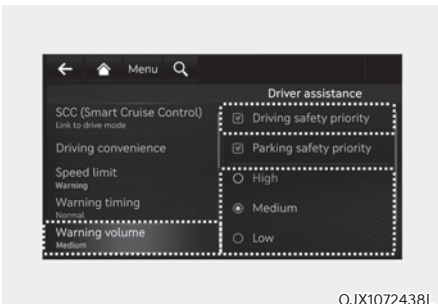 Menu
Driver assistance
SCC (Smart Cruise Control)
Link to drive mode
Driving convenience
Speed limit
Warning
Warning timing
Normal
Warning volume
Medium
Driving safety priority
Parking safety priority
High
Medium
Low
OJX1072438L